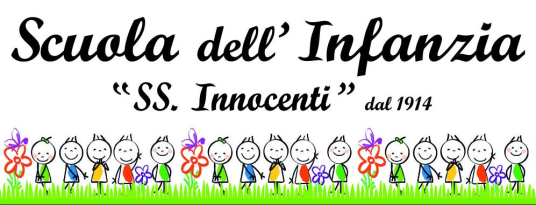 Scuola dell' Infanzia
“SS. Innocenti” dal 1914